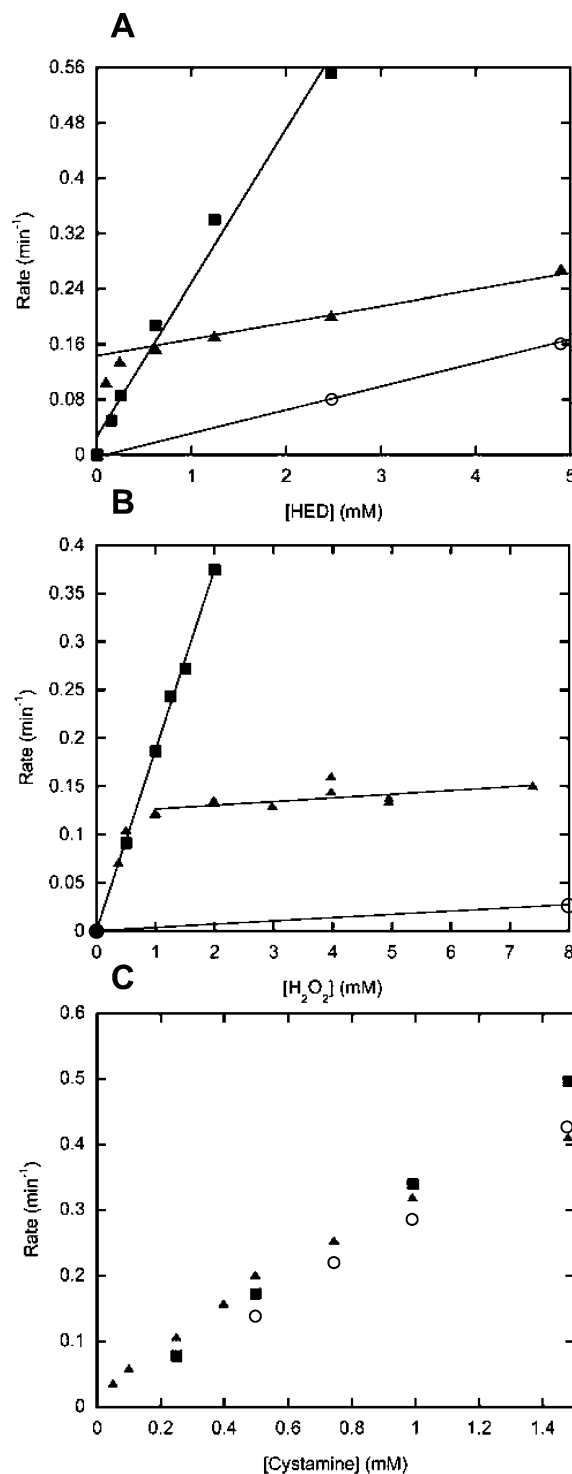 A
0.56
0.48
0.4
0.32
0.24
0.16
0.08
0
Rate (min-1)
0 1 2 3 4 5
[HED] (mM)
B
0.4
0.35
0.3
0.25
0.2
0.15
0.1
0.05
0
Rate (min-1)
0 1 2 3 4 5 6 7 8
[H2O2] (mM)
C
0.6
0.5
0.4
0.3
0.2
0.1
0
Rate (min-1)
0 0.2 0.4 0.6 0.8 1 1.2 1.4
[Cystamine] (mM)